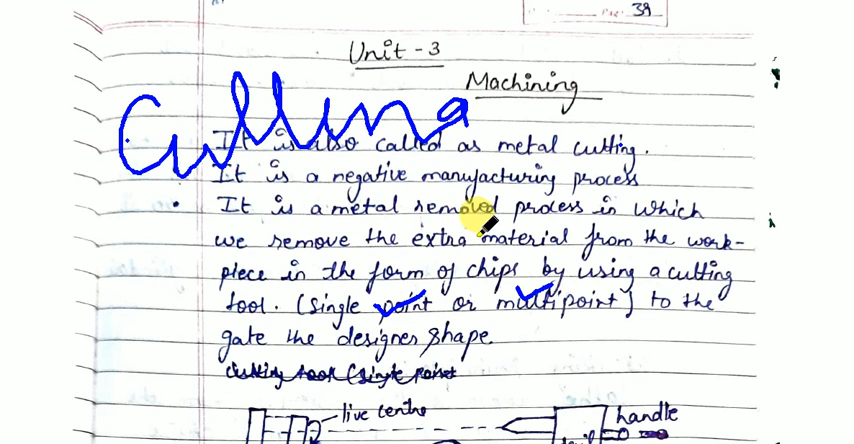 39
Unit - 3
Machining
It is also called as metal cutting.
It is a negative manufacturing process
• It is a metal removed process in which
we remove the extra material from the work-
piece in the form of chips by using a cutting
tool. (Single point or multipoint) to the
gate the designer shape.
cutting tool (single point
live centre
handle